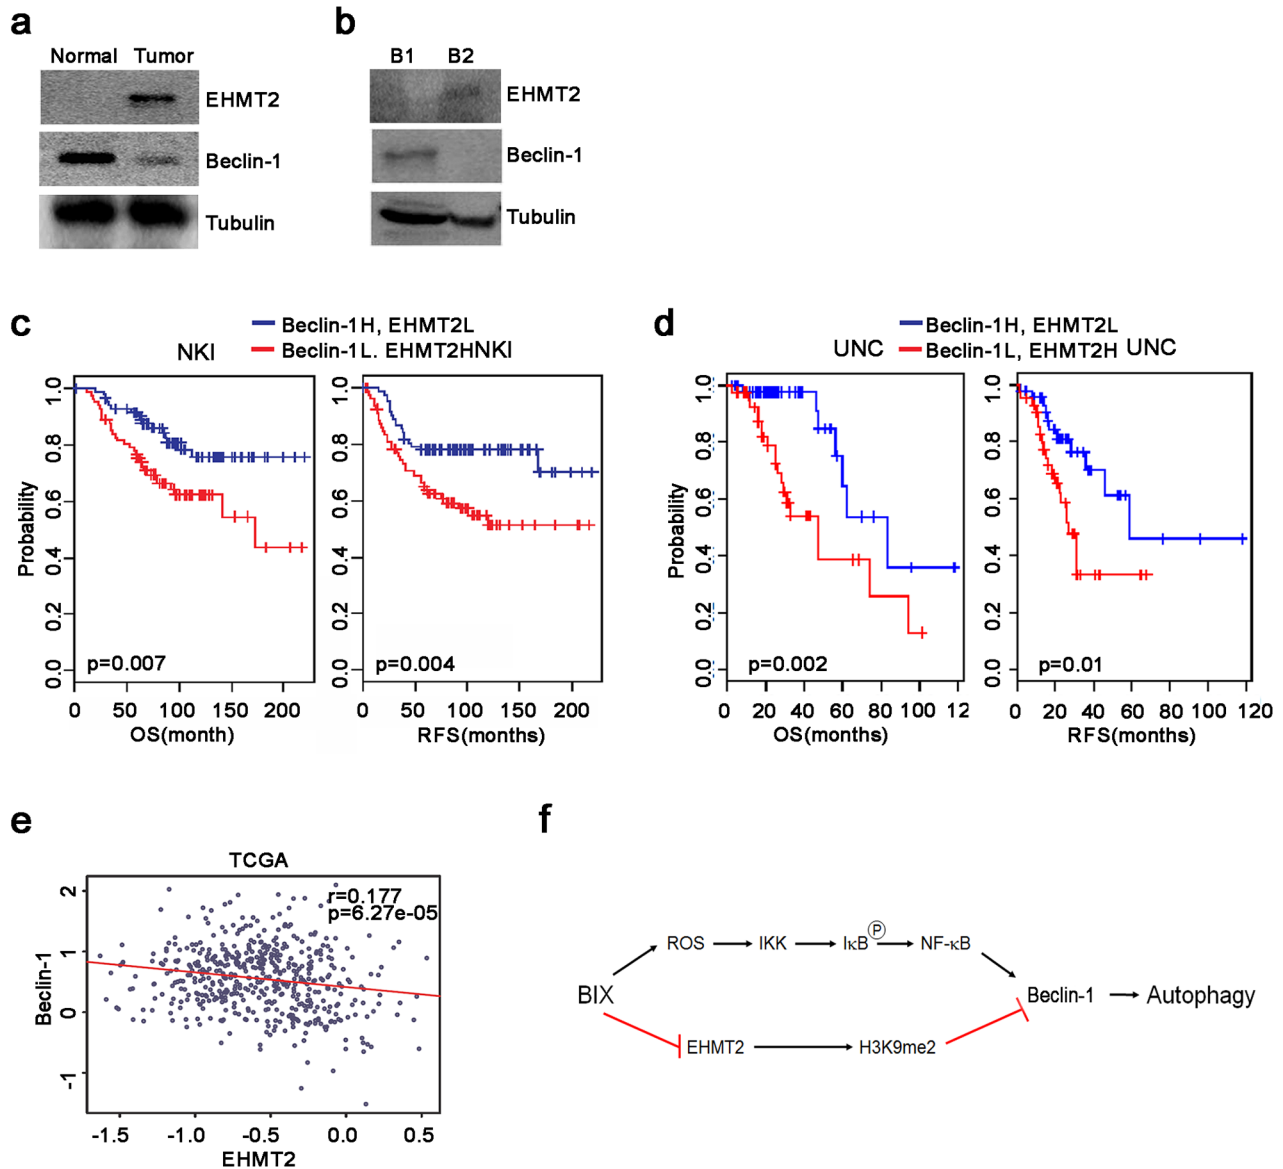 a
Normal Tumor
EHMT2
Beclin-1
Tubulin
b
B1 B2
EHMT2
Beclin-1
Tubulin
c
Beclin-1H, EHMT2L
NKI Beclin-1L. EHMT2HNKI
Probability
1.0
0.8
0.6
0.4
0.2
0.0
p=0.007
0 50 100 150 200
OS(month)
1.0
0.8
0.6
0.4
0.2
0.0
p=0.004
0 50 100 150 200
RFS(months)
d
Beclin-1H, EHMT2L
UNC Beclin-1L, EHMT2H UNC
Probability
1.0
0.8
0.6
0.4
0.2
0.0
p=0.002
0 20 40 60 80 100 12
OS(months)
1.0
0.8
0.6
0.4
0.2
0.0
p=0.01
0 20 40 60 80 100 120
RFS(months)
e
TCGA
r=0.177
p=6.27e-05
Beclin-1
2
1
0
-1
-1.5 -1.0 -0.5 0.0 0.5
EHMT2
f
BIX
ROS IKK IκB P NF-κB
EHMT2 H3K9me2
Beclin-1 Autophagy